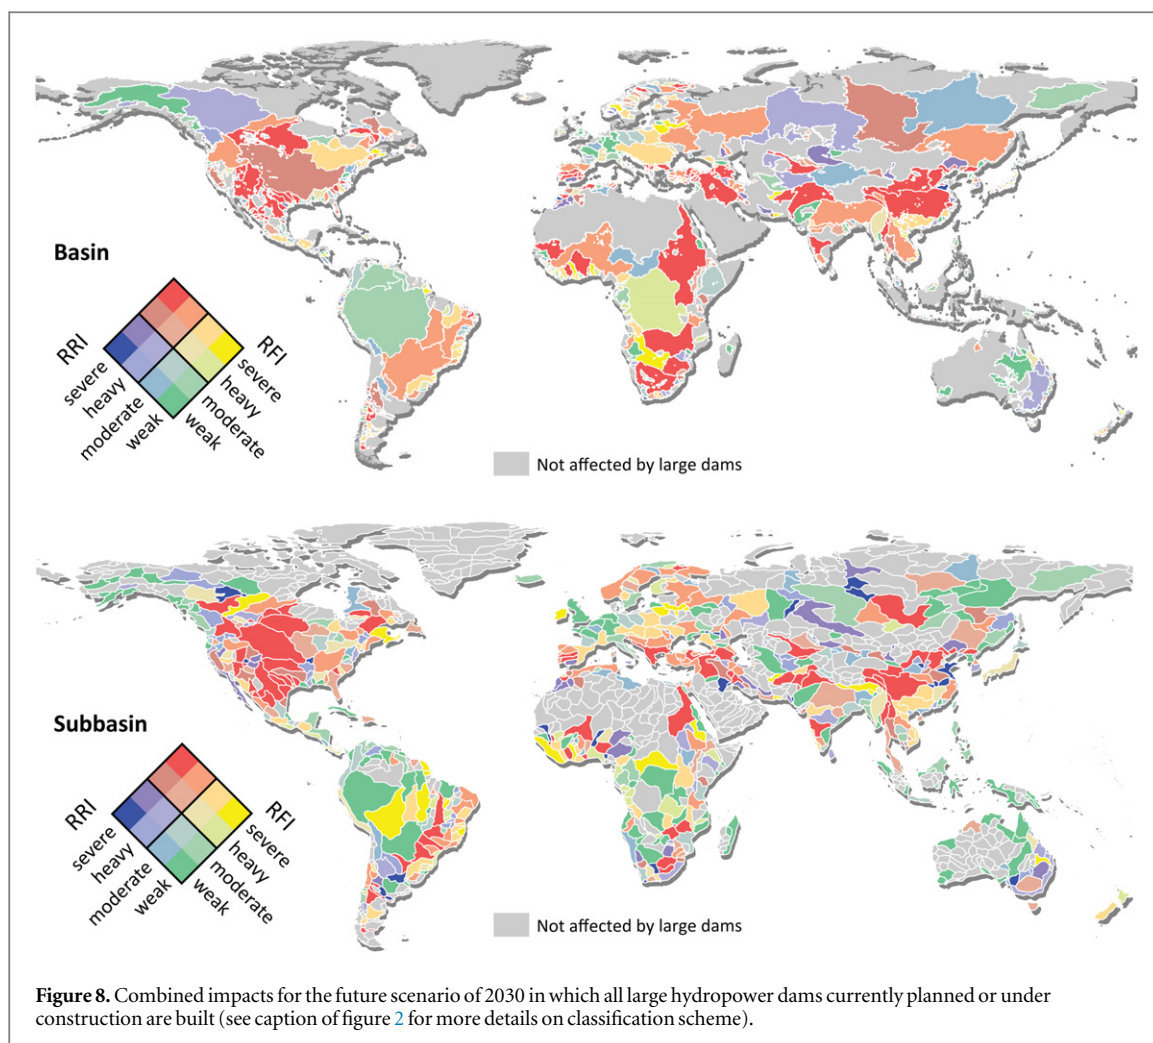 Basin
RRI
RFI
severe
heavy
moderate
weak
severe
heavy
moderate
weak
Not affected by large dams
Subbasin
RRI
RFI
severe
heavy
moderate
weak
severe
heavy
moderate
weak
Not affected by large dams
Figure 8. Combined impacts for the future scenario of 2030 in which all large hydropower dams currently planned or under
construction are built (see caption of figure 2 for more details on classification scheme).